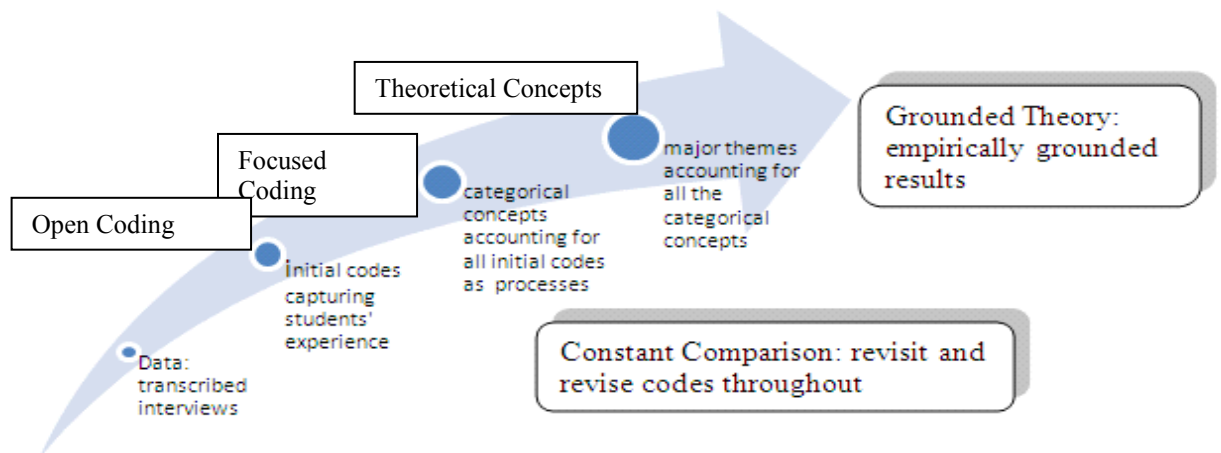 Theoretical Concepts
Grounded Theory:
empirically grounded
results
Focused
Coding
major themes
accounting for
all the
categorical
concepts
Open Coding
categorical
concepts
accounting for
all initial codes
as processes
initial codes
capturing
students'
experience
Constant Comparison: revisit and
revise codes throughout
Data:
transcribed
interviews